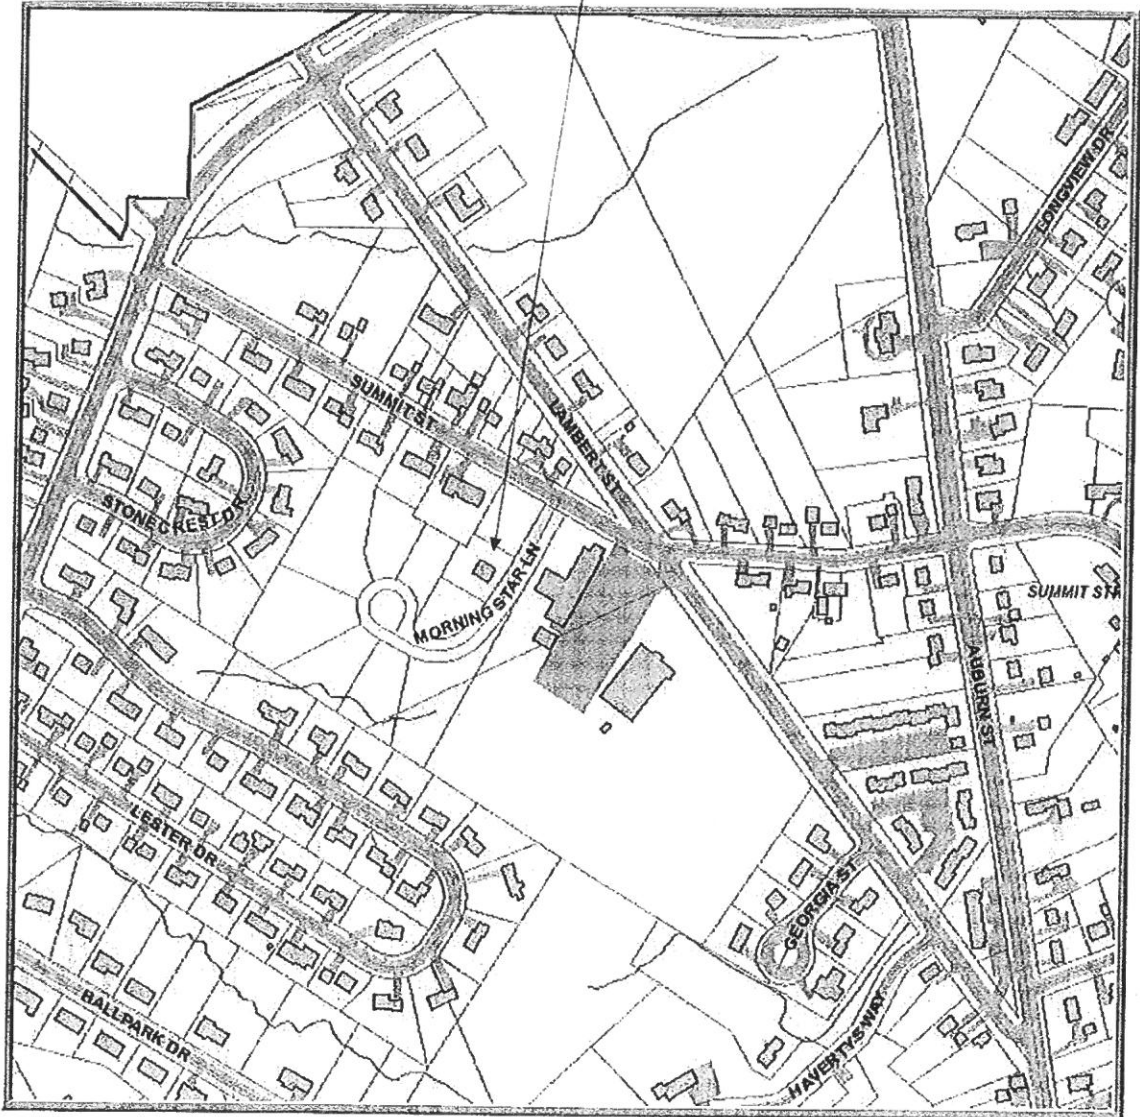 LONGVIEW DR
SUMMIT ST
LAMBERT ST
STONECREST DR
MORNING STAR LN
SUMMIT STR
AUBURN ST
LESTER DR
GEORGIA ST
BALLPARK DR
HAVERTYS WAY